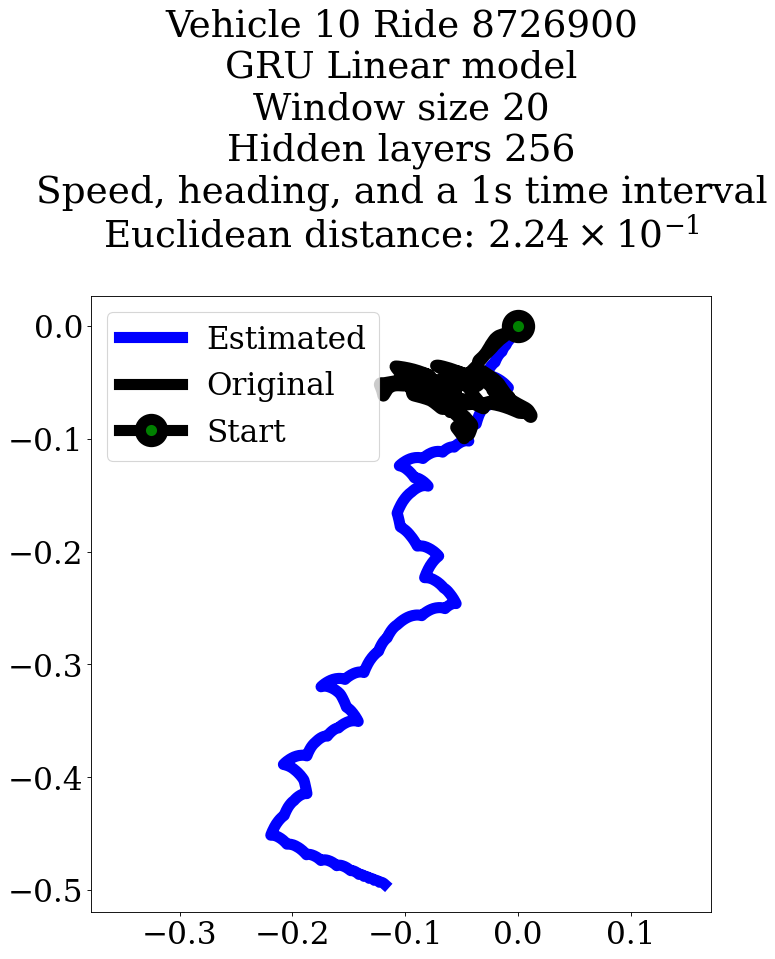 Vehicle 10 Ride 8726900
GRU Linear model
Window size 20
Hidden layers 256
Speed, heading, and a 1s time interval
Euclidean distance: 2.24 × 10⁻¹
Estimated
Original
Start
0.0
−0.1
−0.2
−0.3
−0.4
−0.5
−0.3 −0.2 −0.1 0.0 0.1